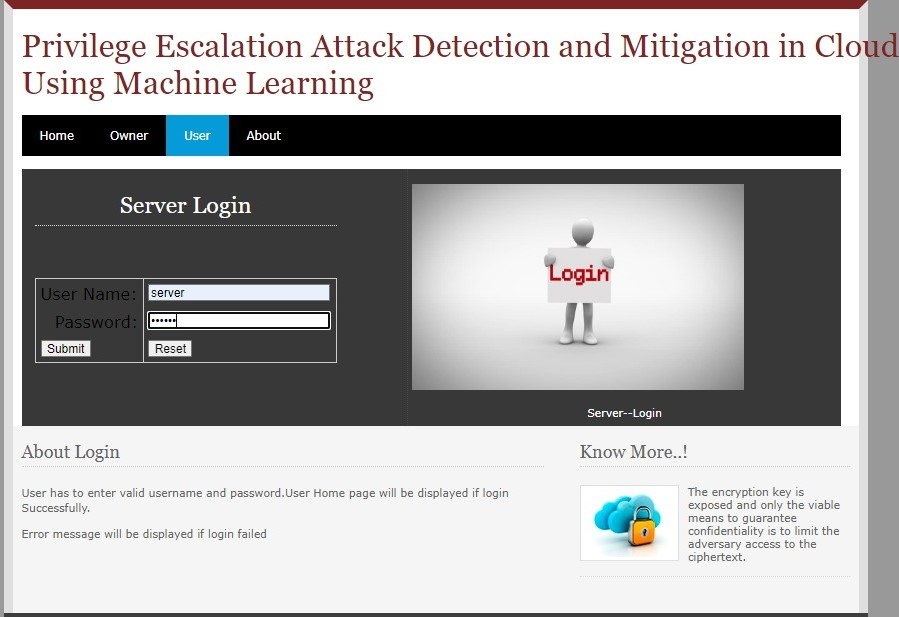 Privilege Escalation Attack Detection and Mitigation in Cloud
Using Machine Learning
Home Owner User About
Server Login
User Name: server
Password: ••••••
Submit Reset
Login
Server--Login
About Login
User has to enter valid username and password.User Home page will be displayed if login
Successfully.
Error message will be displayed if login failed
Know More..!
The encryption key is
exposed and only the viable
means to guarantee
confidentiality is to limit the
adversary access to the
ciphertext.